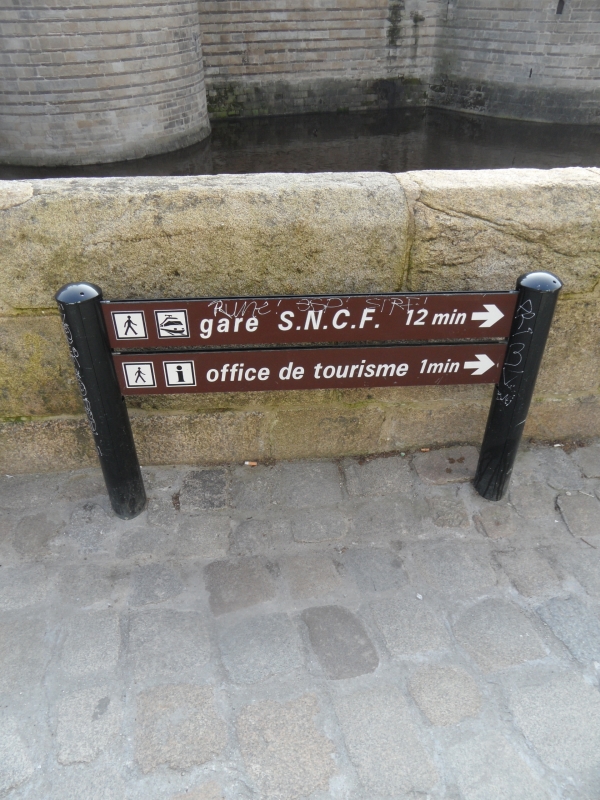 gare S.N.C.F. 12 min
i office de tourisme 1min